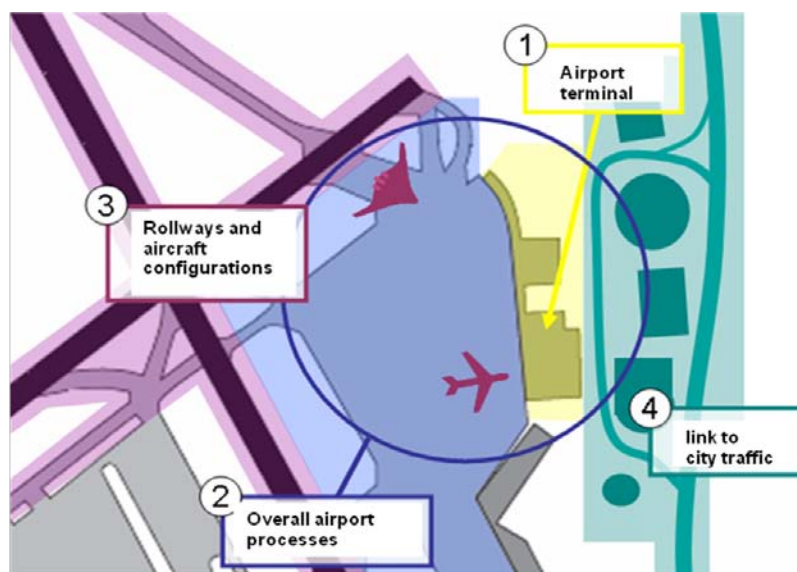 1
Airport
terminal
3
Rollways and
aircraft
configurations
4
link to
city traffic
2
Overall airport
processes